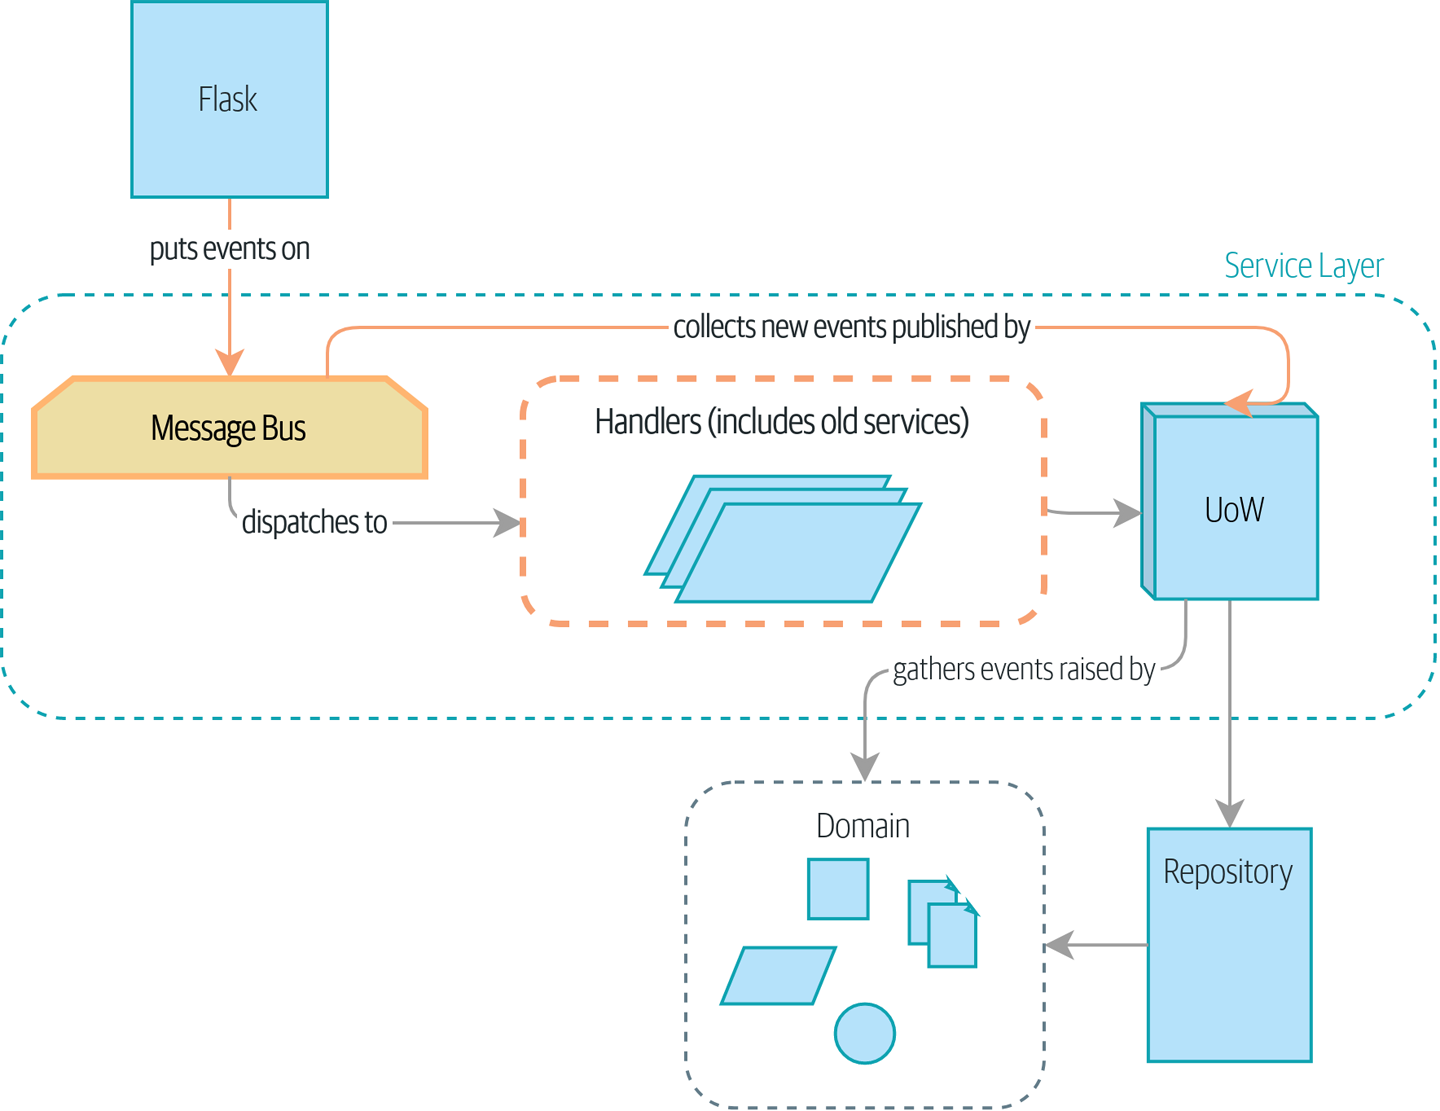 Flask
puts events on
Service Layer
collects new events published by
Message Bus
Handlers (includes old services)
dispatches to
UoW
gathers events raised by
Domain
Repository